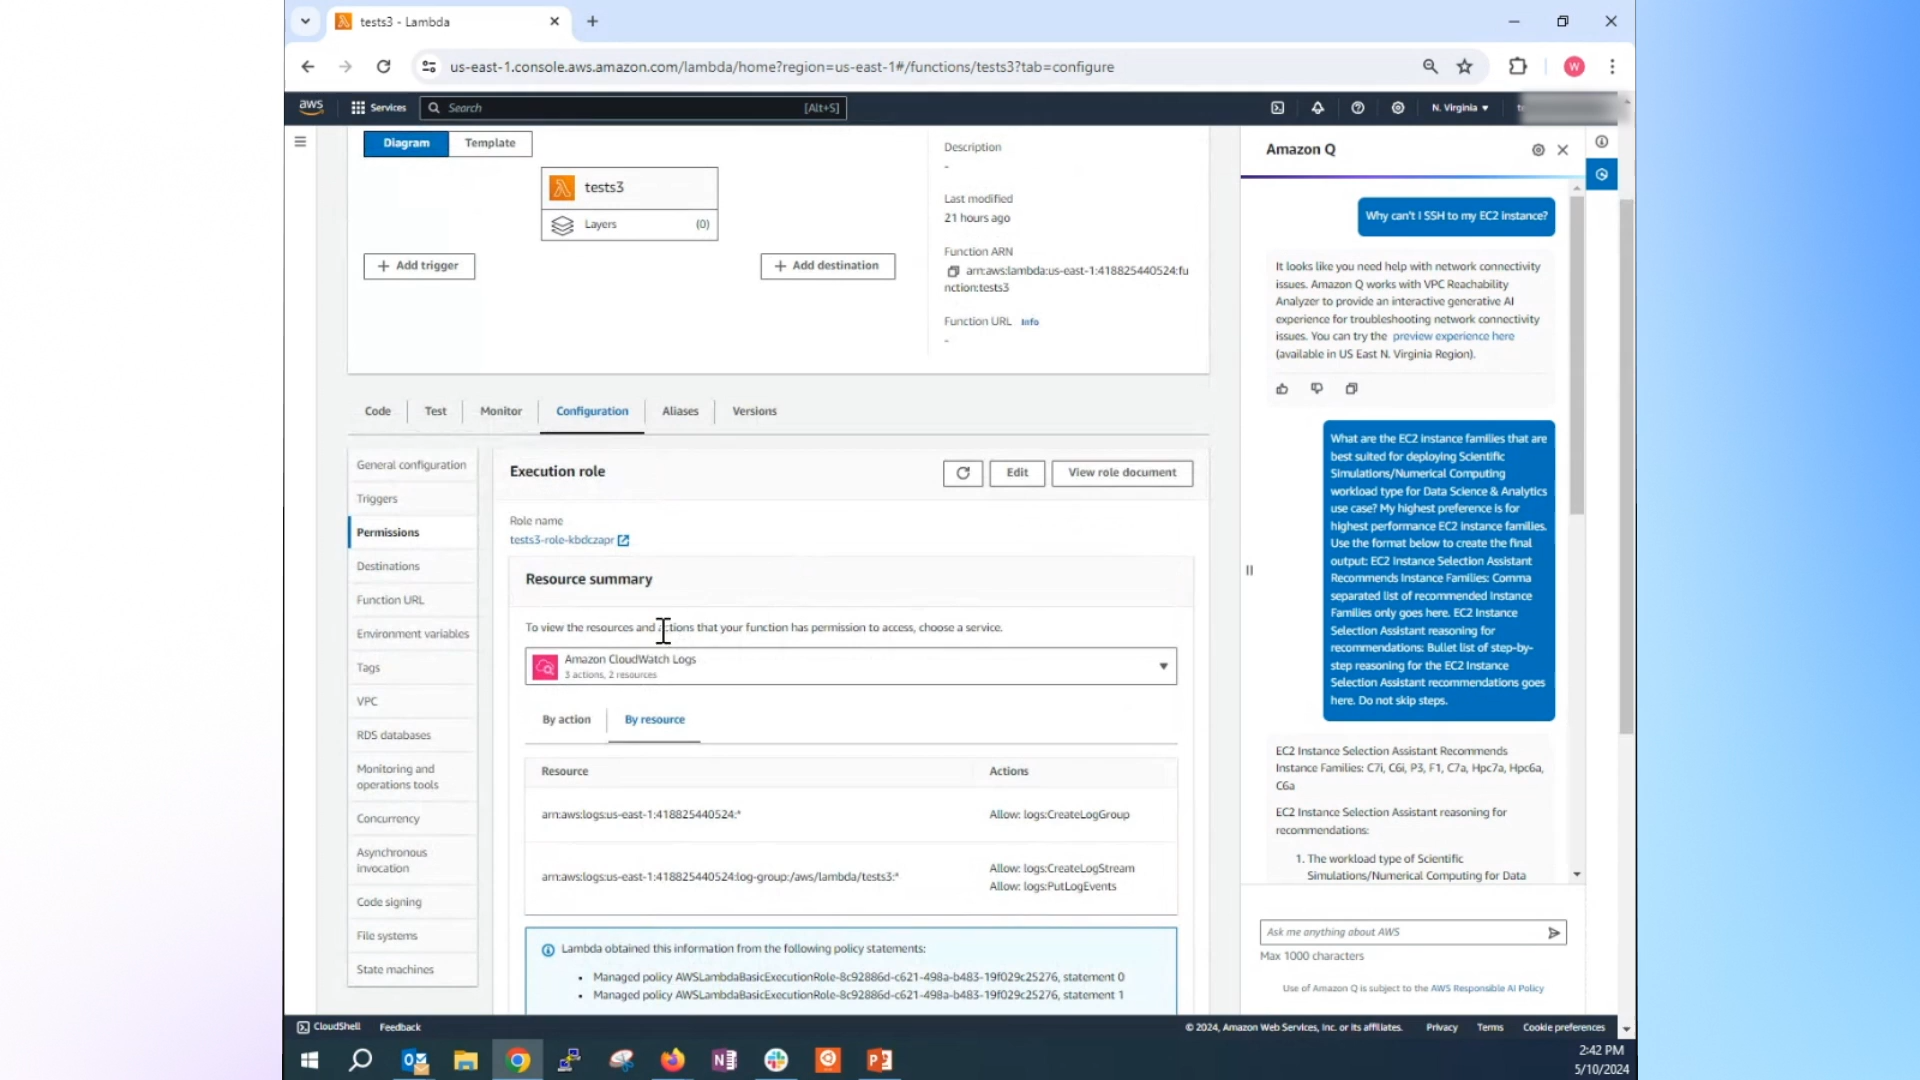 tests3 - Lambda
us-east-1.console.aws.amazon.com/lambda/home?region=us-east-1#/functions/tests3?tab=configure
W
aws
Services
Search
[Alt+S]
N. Virginia
Diagram
Template
tests3
Layers
(0)
+ Add trigger
+ Add destination
Description
-
Last modified
21 hours ago
Function ARN
arn:aws:lambda:us-east-1:418825440524:fu
nction:tests3
Function URL Info
-
Code
Test
Monitor
Configuration
Aliases
Versions
General configuration
Triggers
Permissions
Destinations
Function URL
Environment variables
Tags
VPC
RDS databases
Monitoring and
operations tools
Concurrency
Asynchronous
invocation
Code signing
File systems
State machines
Execution role
Edit
View role document
Role name
tests3-role-kbdczapr
Resource summary
To view the resources and actions that your function has permission to access, choose a service.
Amazon CloudWatch Logs
3 actions, 2 resources
By action
By resource
Resource
Actions
arn:aws:logs:us-east-1:418825440524:*
Allow: logs:CreateLogGroup
arn:aws:logs:us-east-1:418825440524:log-group:/aws/lambda/tests3:*
Allow: logs:CreateLogStream
Allow: logs:PutLogEvents
Lambda obtained this information from the following policy statements:
• Managed policy AWSLambdaBasicExecutionRole-8c92886d-c621-498a-b483-19f029c25276, statement 0
• Managed policy AWSLambdaBasicExecutionRole-8c92886d-c621-498a-b483-19f029c25276, statement 1
Amazon Q
Why can't I SSH to my EC2 instance?
It looks like you need help with network connectivity
issues. Amazon Q works with VPC Reachability
Analyzer to provide an interactive generative AI
experience for troubleshooting network connectivity
issues. You can try the preview experience here
(available in US East N. Virginia Region).
What are the EC2 instance families that are
best suited for deploying Scientific
Simulations/Numerical Computing
workload type for Data Science & Analytics
use case? My highest preference is for
highest performance EC2 instance families.
Use the format below to create the final
output: EC2 Instance Selection Assistant
Recommends Instance Families: Comma
separated list of recommended Instance
Families only goes here. EC2 Instance
Selection Assistant reasoning for
recommendations: Bullet list of step-by-
step reasoning for the EC2 Instance
Selection Assistant recommendations goes
here. Do not skip steps.
EC2 Instance Selection Assistant Recommends
Instance Families: C7i, C6i, P3, F1, C7a, Hpc7a, Hpc6a,
C6a
EC2 Instance Selection Assistant reasoning for
recommendations:
1. The workload type of Scientific
Simulations/Numerical Computing for Data
Ask me anything about AWS
Max 1000 characters
Use of Amazon Q is subject to the AWS Responsible AI Policy
CloudShell
Feedback
© 2024, Amazon Web Services, Inc. or its affiliates.
Privacy
Terms
Cookie preferences
2:42 PM
5/10/2024